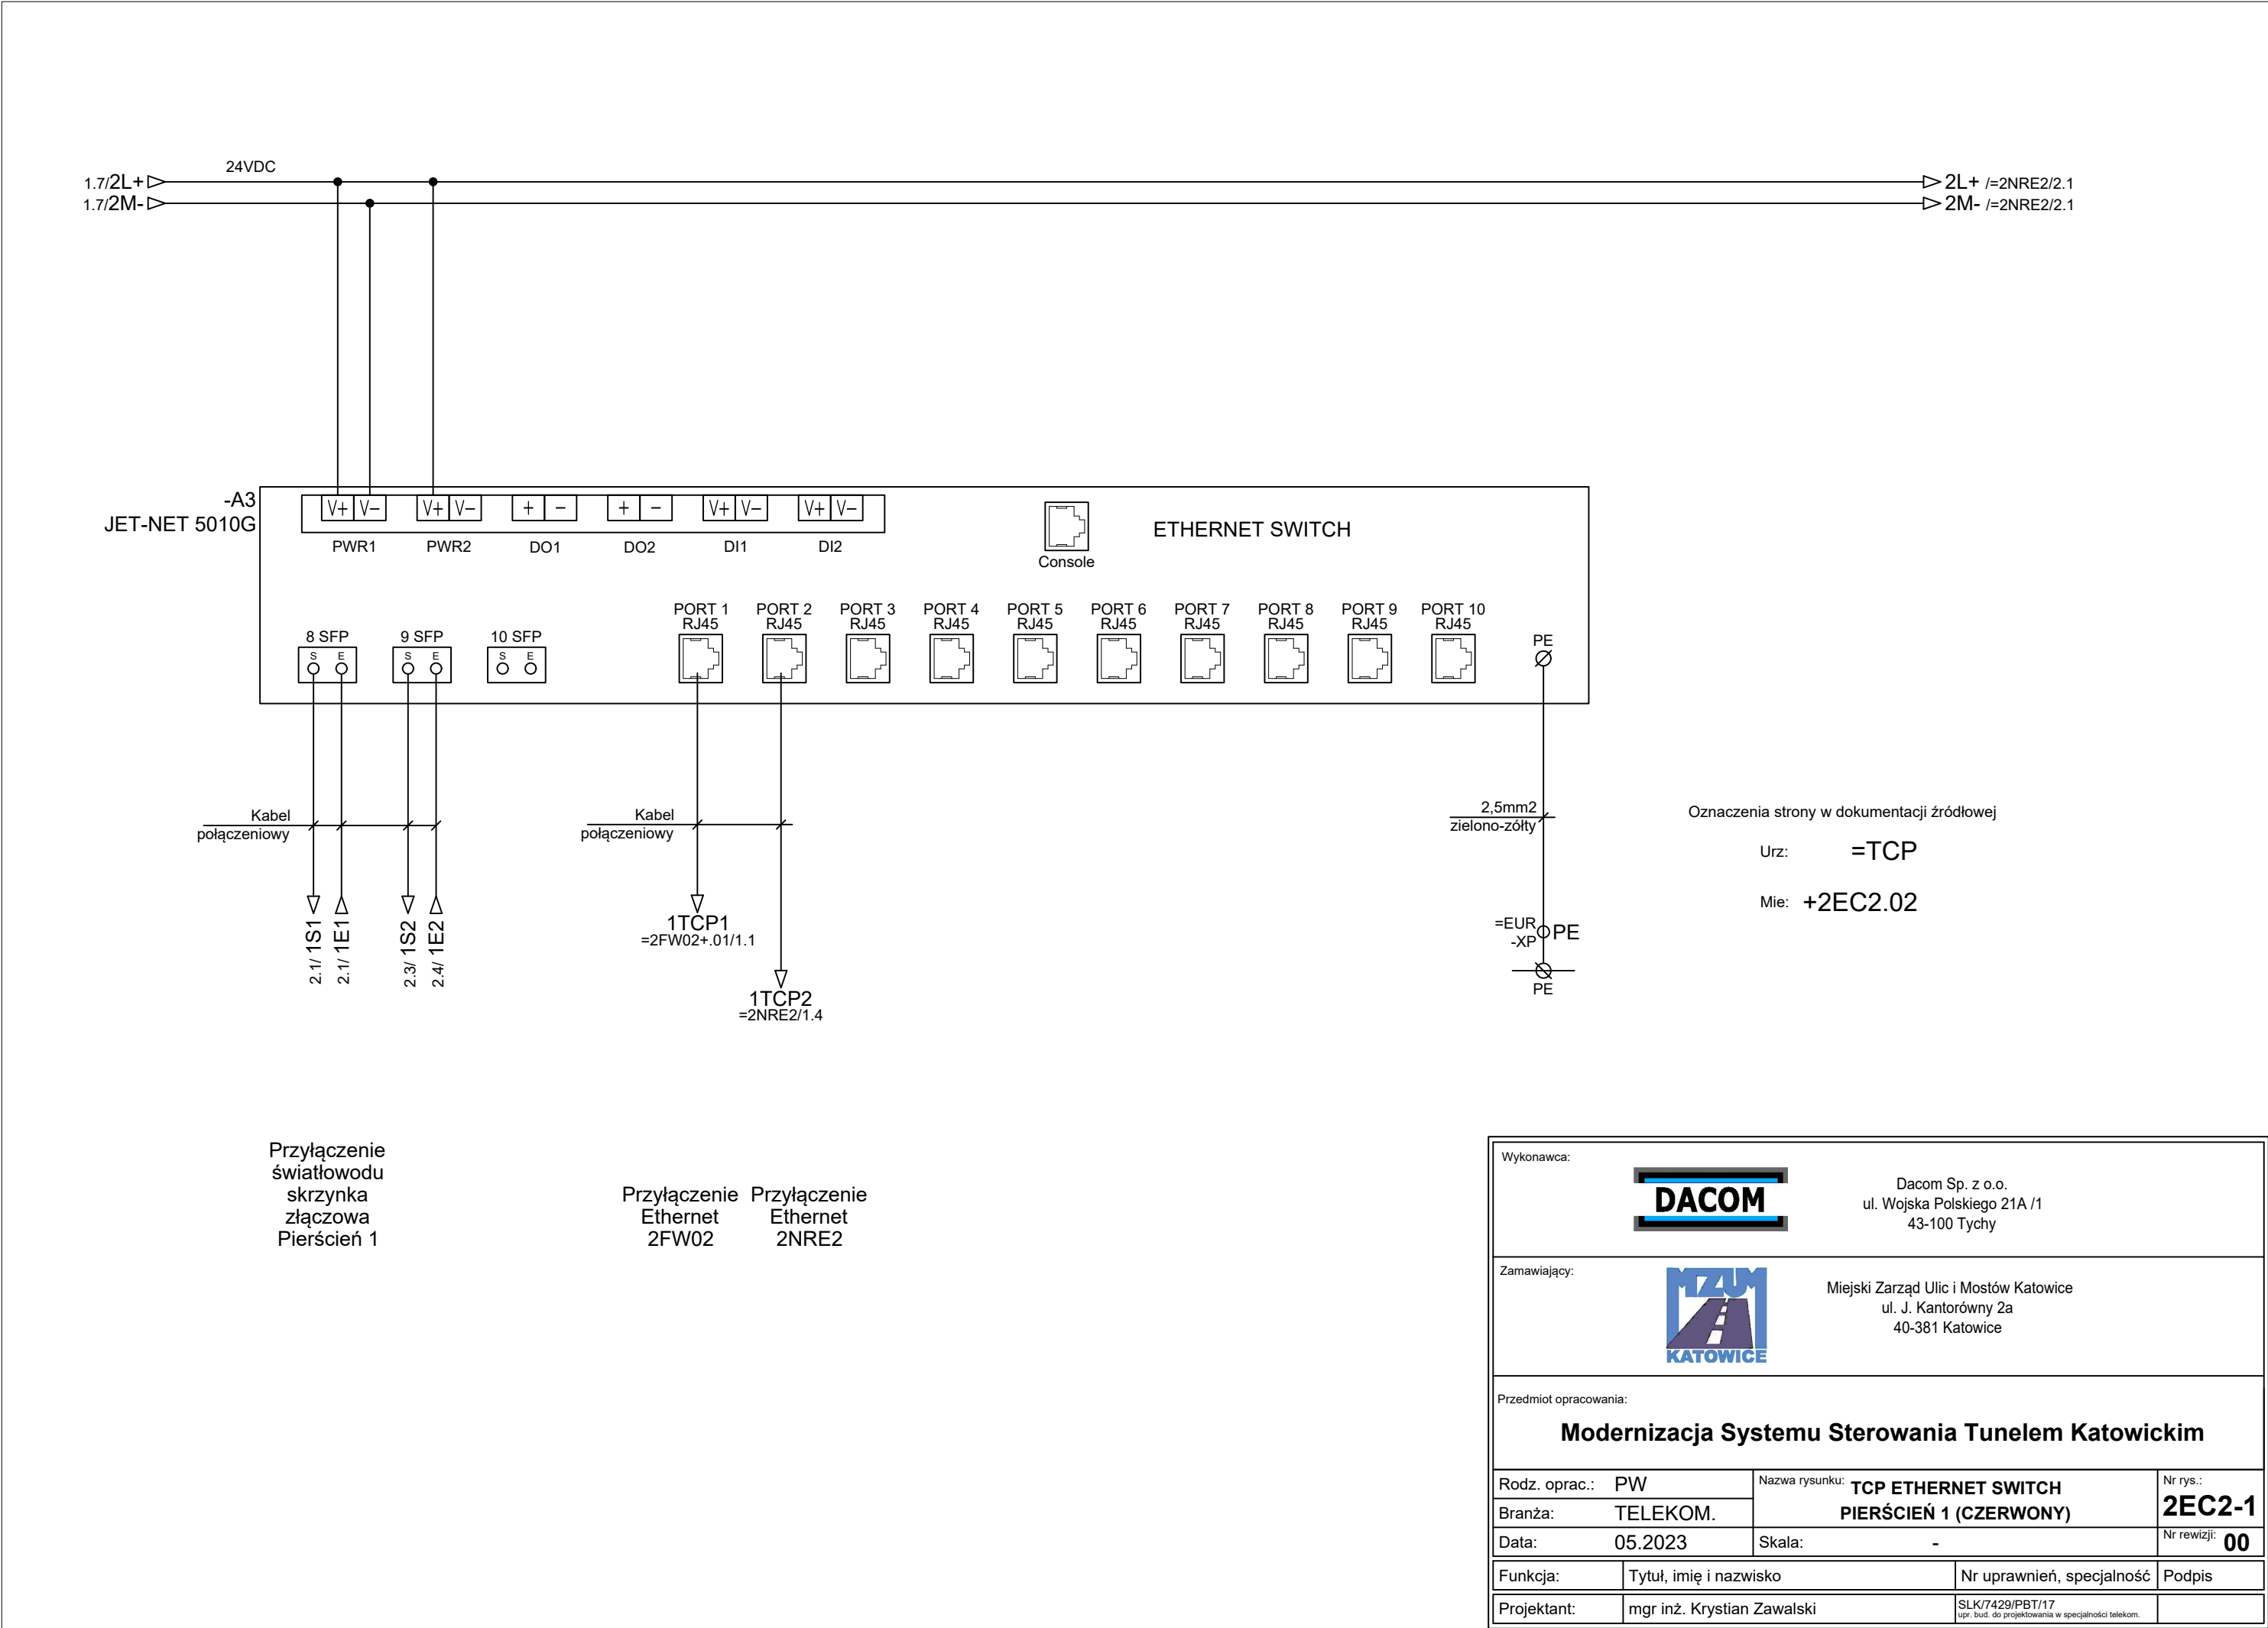 24VDC
1.7/2L+
1.7/2M-
2L+ /=2NRE2/2.1
2M- /=2NRE2/2.1
-A3
JET-NET 5010G
V+ V- V+ V- + - + - V+ V- V+ V-
PWR1 PWR2 DO1 DO2 DI1 DI2
Console
ETHERNET SWITCH
8 SFP 9 SFP 10 SFP
S E S E S E
PORT 1 PORT 2 PORT 3 PORT 4 PORT 5 PORT 6 PORT 7 PORT 8 PORT 9 PORT 10
RJ45 RJ45 RJ45 RJ45 RJ45 RJ45 RJ45 RJ45 RJ45 RJ45
PE
Kabel
połączeniowy
Kabel
połączeniowy
2,5mm2
zielono-zółty
2.1/ 1S1
2.1/ 1E1
2.3/ 1S2
2.4/ 1E2
1TCP1
=2FW02+.01/1.1
1TCP2
=2NRE2/1.4
=EUR
-XP
PE
PE
Oznaczenia strony w dokumentacji źródłowej
Urz: =TCP
Mie: +2EC2.02
Przyłączenie
światłowodu
skrzynka
złączowa
Pierścień 1
Przyłączenie
Ethernet
2FW02
Przyłączenie
Ethernet
2NRE2
Wykonawca:
DACOM
Dacom Sp. z o.o.
ul. Wojska Polskiego 21A /1
43-100 Tychy
Zamawiający:
MZUM
KATOWICE
Miejski Zarząd Ulic i Mostów Katowice
ul. J. Kantorówny 2a
40-381 Katowice
Przedmiot opracowania:
Modernizacja Systemu Sterowania Tunelem Katowickim
Rodz. oprac.: PW
Branża: TELEKOM.
Data: 05.2023
Nazwa rysunku: TCP ETHERNET SWITCH
PIERŚCIEŃ 1 (CZERWONY)
Skala: -
Nr rys.:
2EC2-1
Nr rewizji: 00
Funkcja: Tytuł, imię i nazwisko Nr uprawnień, specjalność Podpis
Projektant: mgr inż. Krystian Zawalski SLK/7429/PBT/17
upr. bud. do projektowania w specjalności telekom.